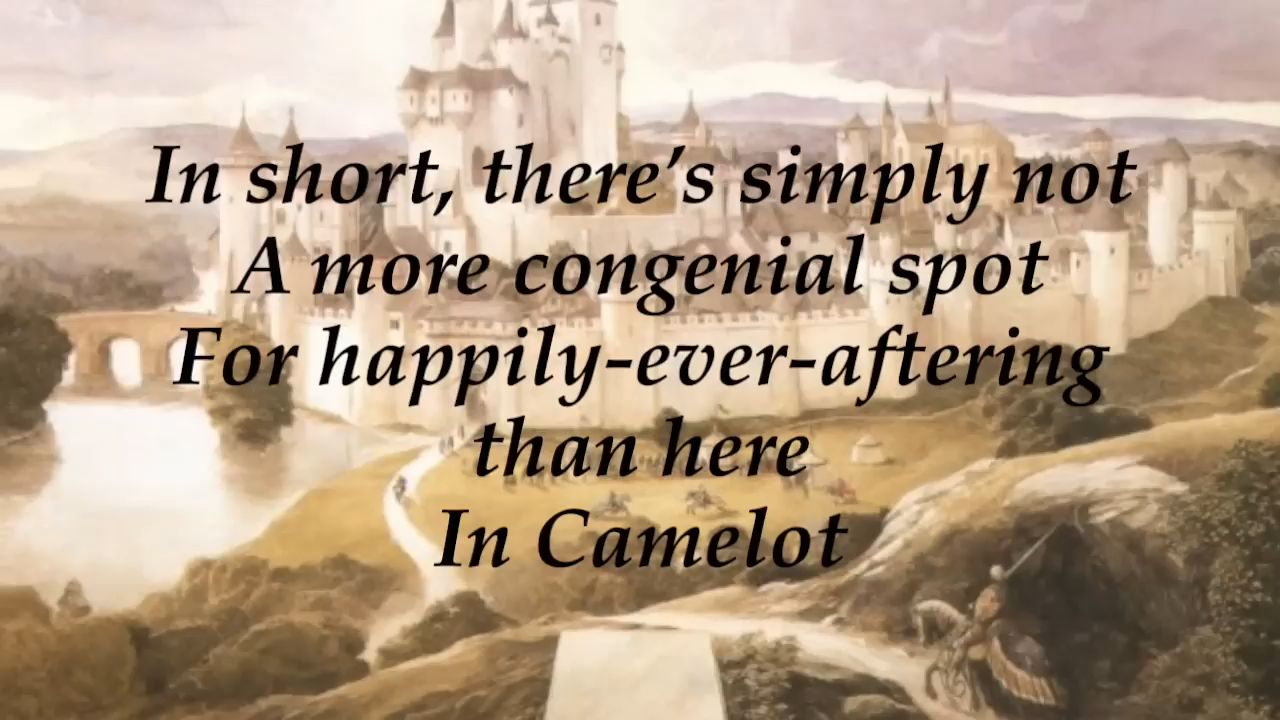 In short, there’s simply not
A more congenial spot
For happily-ever-aftering
than here
In Camelot